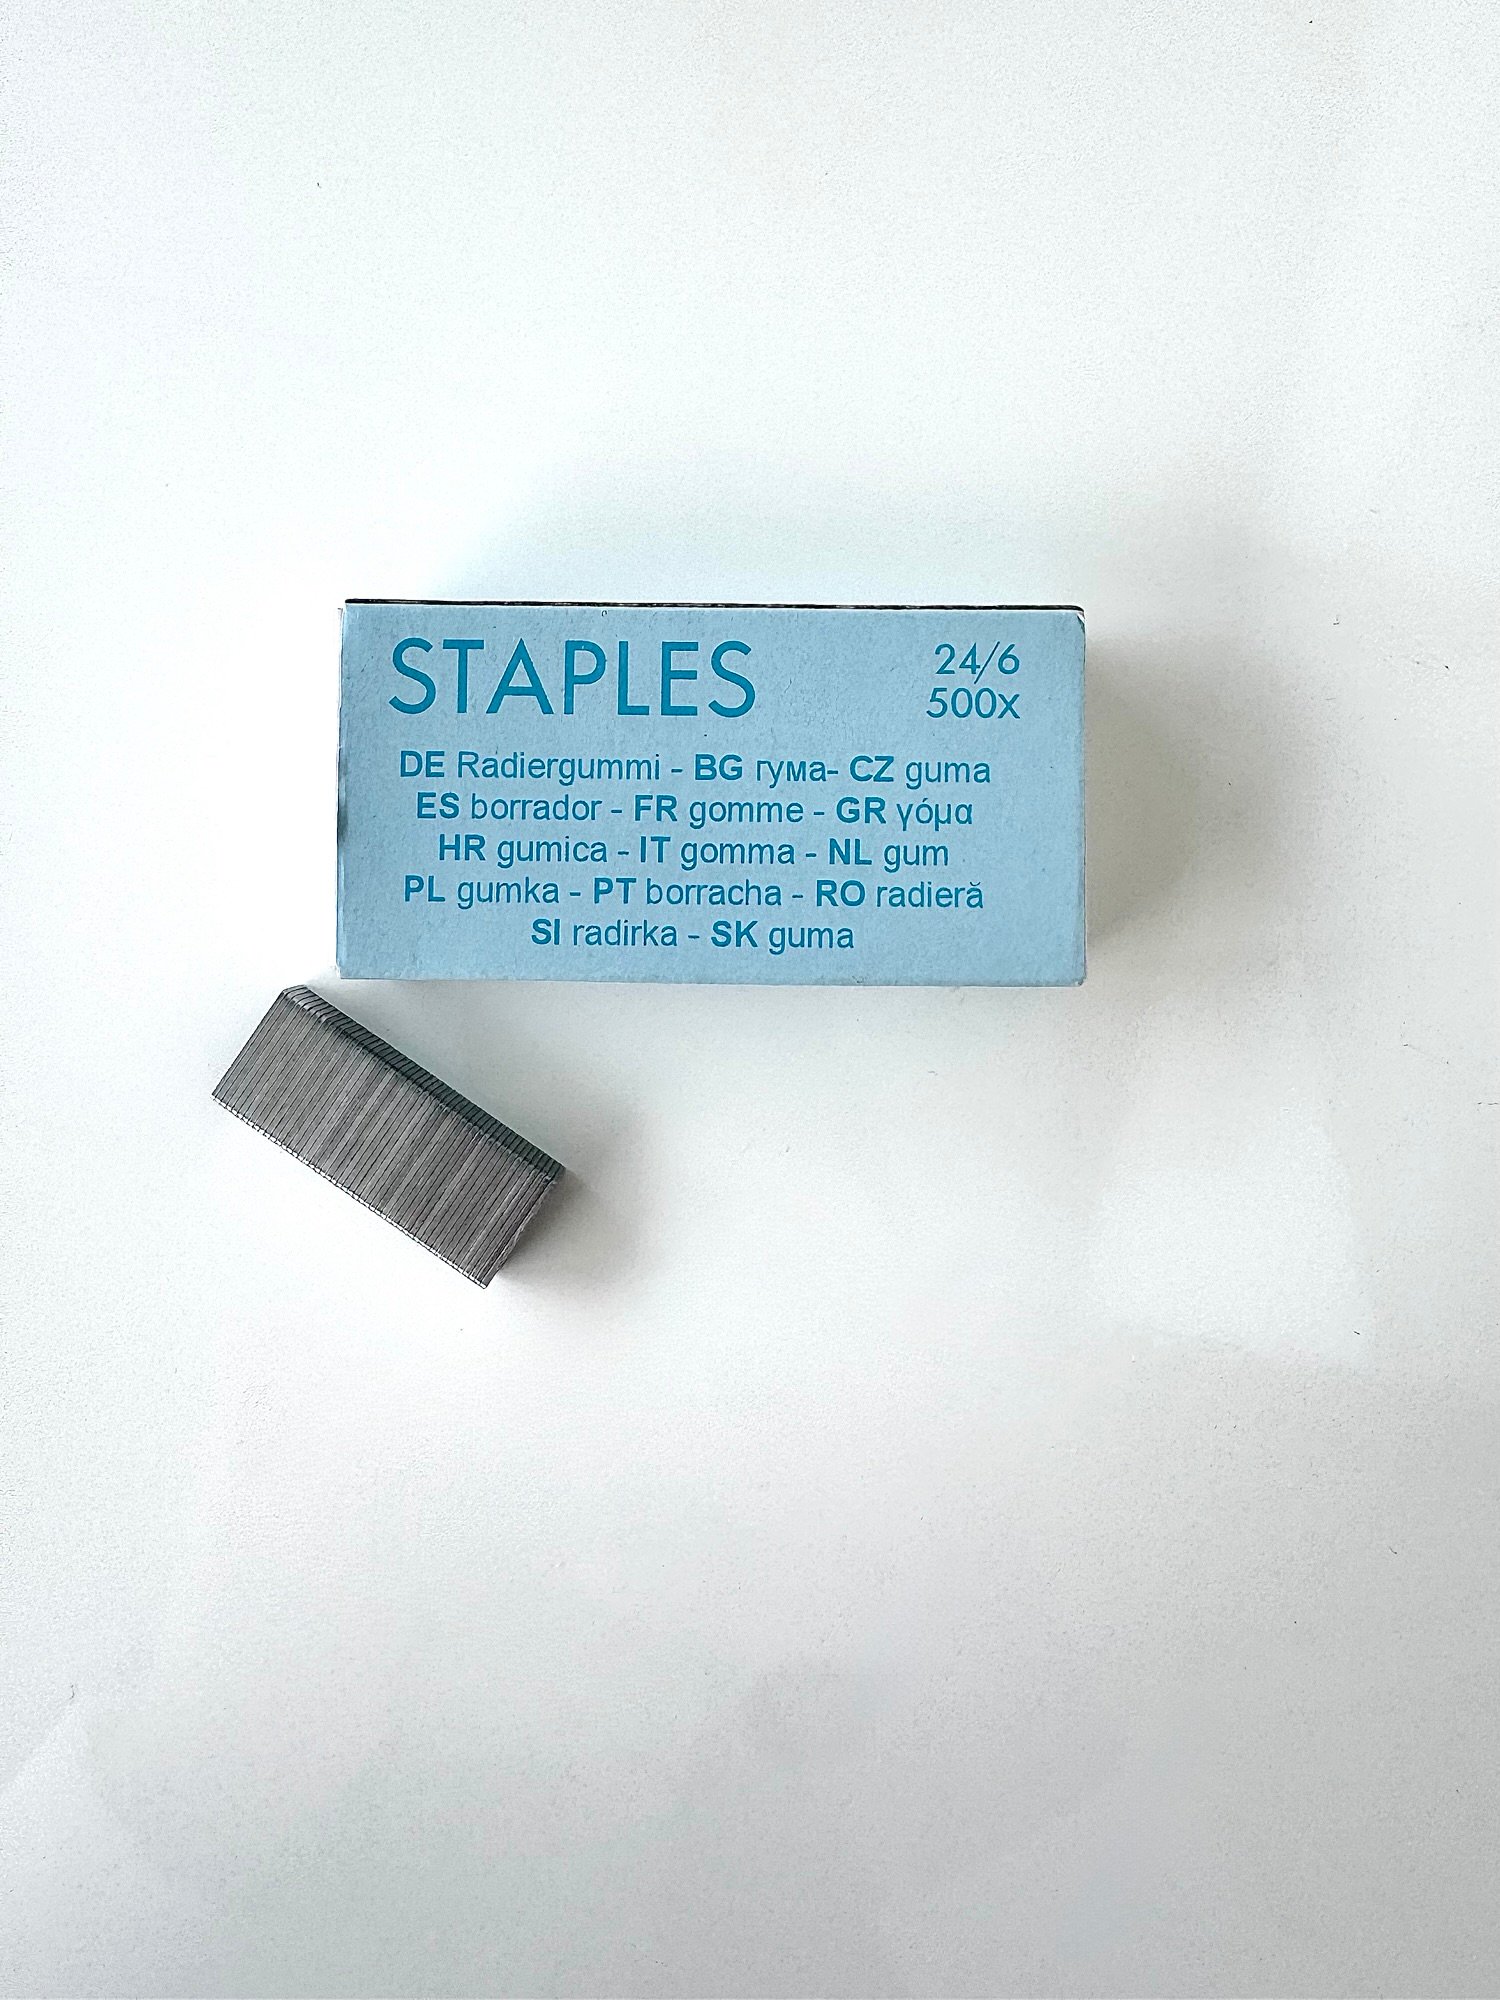 STAPLES
24/6
500x
DE Radiergummi - BG гума- CZ guma
ES borrador - FR gomme - GR γόμα
HR gumica - IT gomma - NL gum
PL gumka - PT borracha - RO radieră
SI radirka - SK guma